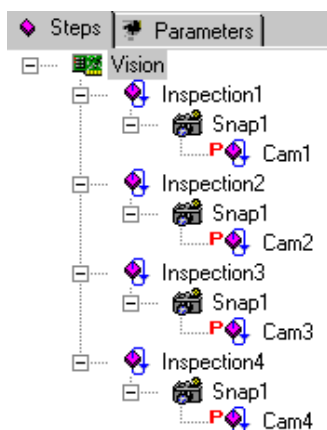 Steps Parameters
Vision
Inspection1
Snap1
P Cam1
Inspection2
Snap1
P Cam2
Inspection3
Snap1
P Cam3
Inspection4
Snap1
P Cam4